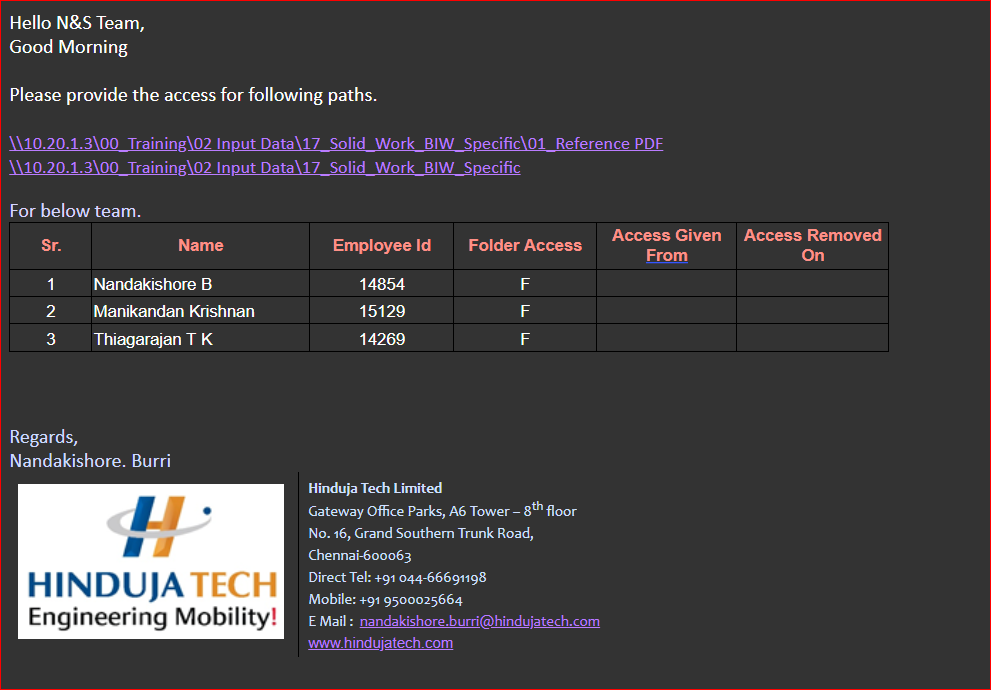 Hello N&S Team,
Good Morning
Please provide the access for following paths.
\\10.20.1.3\00_Training\02 Input Data\17_Solid_Work_BIW_Specific\01_Reference PDF
\\10.20.1.3\00_Training\02 Input Data\17_Solid_Work_BIW_Specific
For below team.
Sr. Name Employee Id Folder Access Access Given From Access Removed On
1 Nandakishore B 14854 F
2 Manikandan Krishnan 15129 F
3 Thiagarajan T K 14269 F
Regards,
Nandakishore. Burri
HINDUJA TECH
Engineering Mobility!
Hinduja Tech Limited
Gateway Office Parks, A6 Tower – 8th floor
No. 16, Grand Southern Trunk Road,
Chennai-600063
Direct Tel: +91 044-66691198
Mobile: +91 9500025664
E Mail : nandakishore.burri@hindujatech.com
www.hindujatech.com